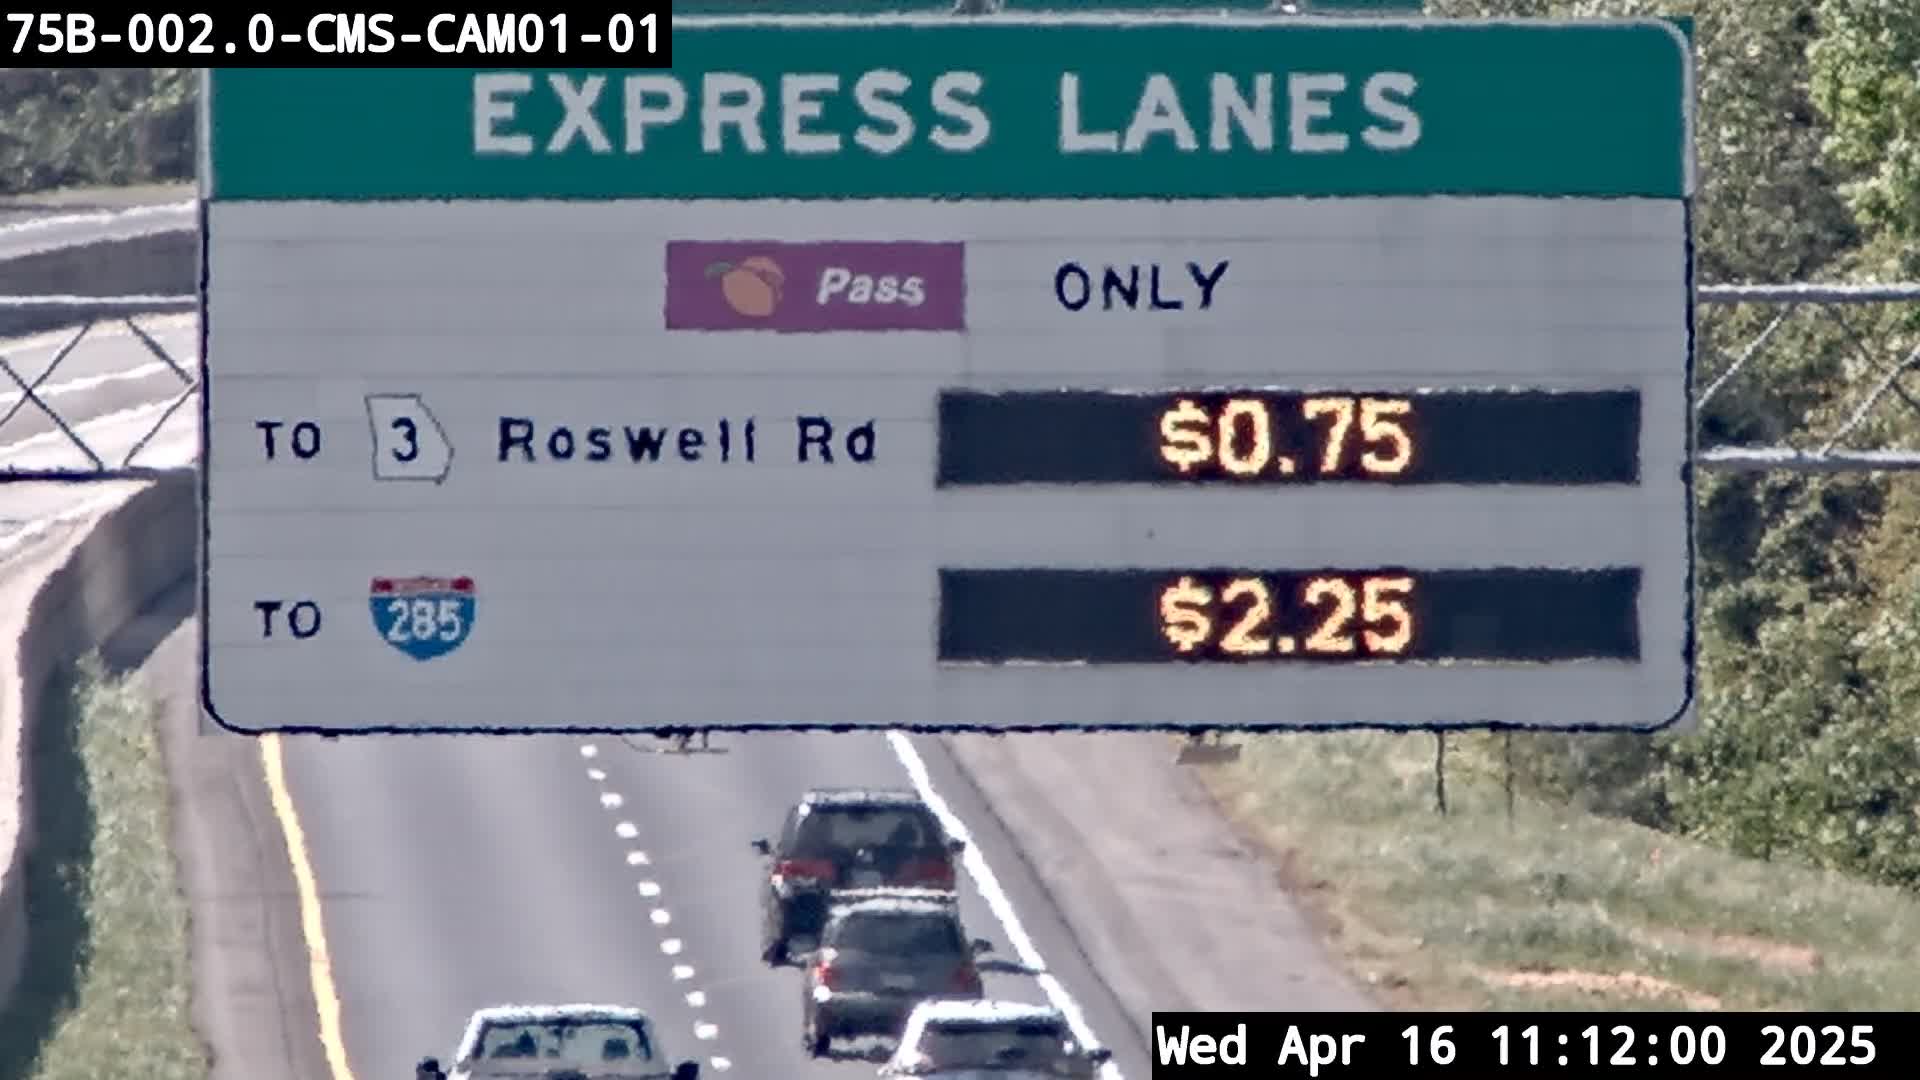 75B-002.0-CMS-CAM01-01
EXPRESS LANES
Pass ONLY
TO 3 Roswell Rd $0.75
TO 285 $2.25
Wed Apr 16 11:12:00 2025